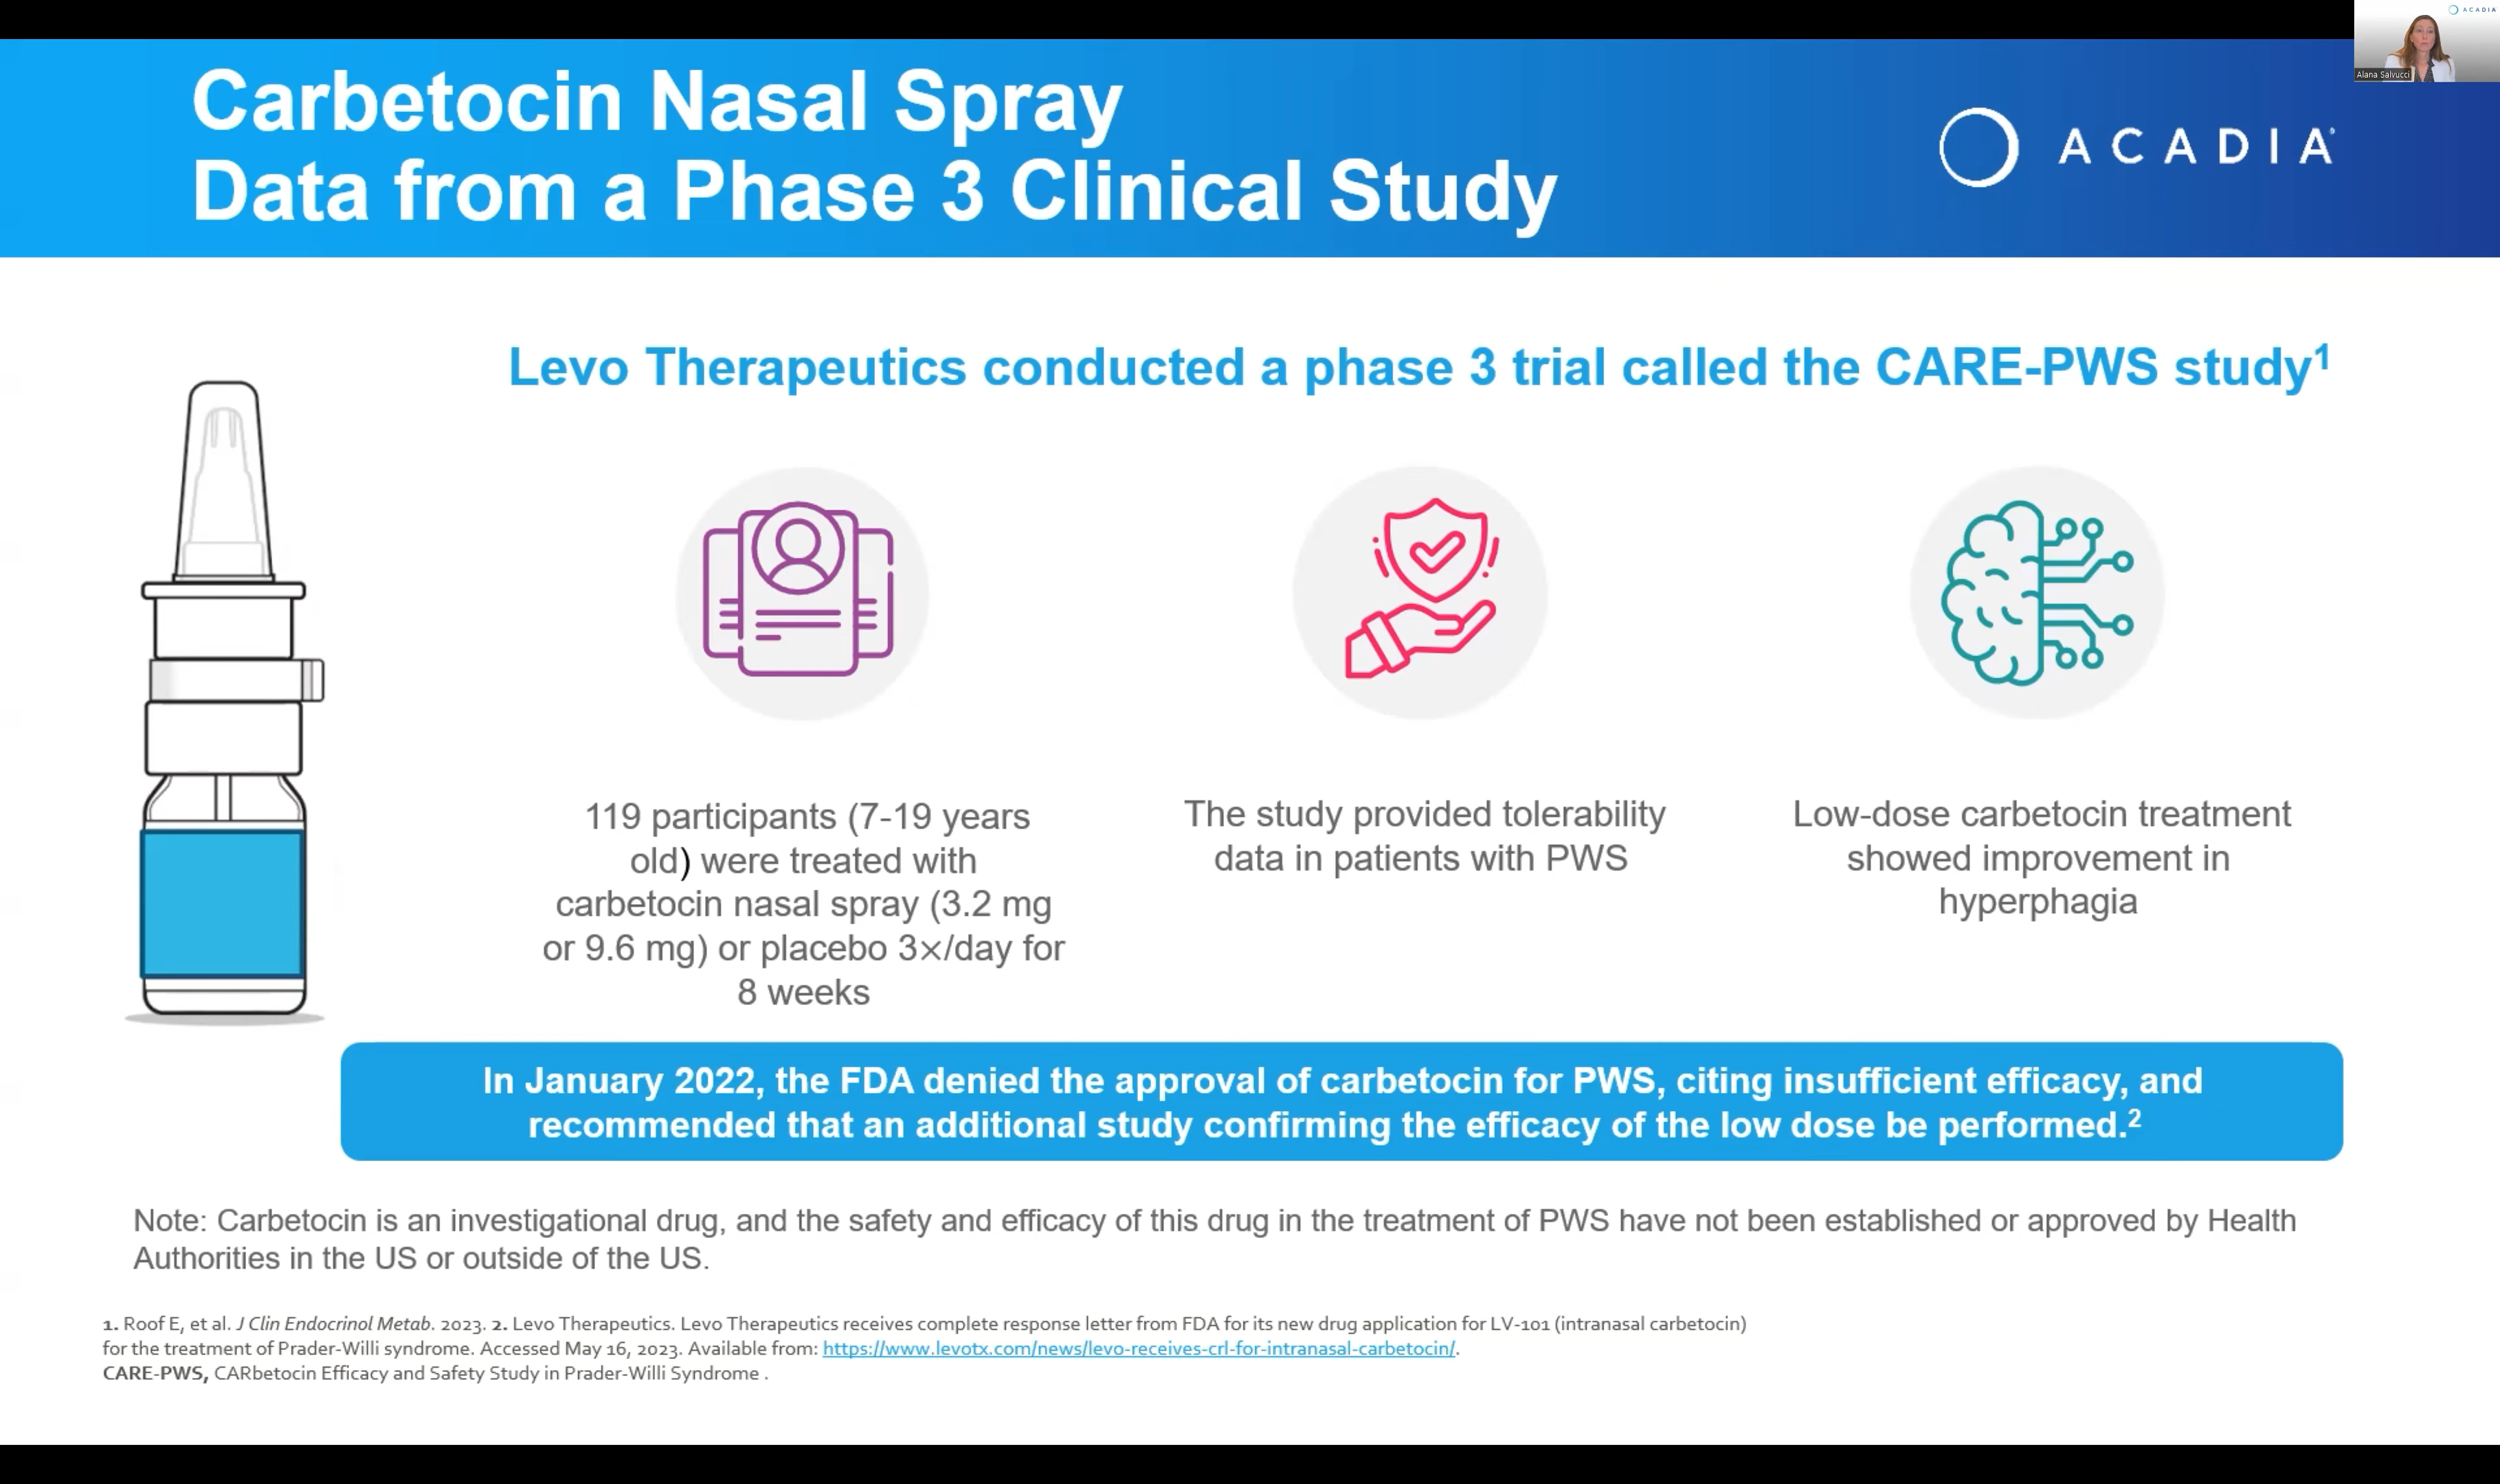 ACADIA
Alana Salvucci
Carbetocin Nasal Spray
Data from a Phase 3 Clinical Study
ACADIA®
Levo Therapeutics conducted a phase 3 trial called the CARE-PWS study¹
119 participants (7-19 years
old) were treated with
carbetocin nasal spray (3.2 mg
or 9.6 mg) or placebo 3×/day for
8 weeks
The study provided tolerability
data in patients with PWS
Low-dose carbetocin treatment
showed improvement in
hyperphagia
In January 2022, the FDA denied the approval of carbetocin for PWS, citing insufficient efficacy, and
recommended that an additional study confirming the efficacy of the low dose be performed.²
Note: Carbetocin is an investigational drug, and the safety and efficacy of this drug in the treatment of PWS have not been established or approved by Health
Authorities in the US or outside of the US.
1. Roof E, et al. J Clin Endocrinol Metab. 2023. 2. Levo Therapeutics. Levo Therapeutics receives complete response letter from FDA for its new drug application for LV-101 (intranasal carbetocin)
for the treatment of Prader-Willi syndrome. Accessed May 16, 2023. Available from: https://www.levotx.com/news/levo-receives-crl-for-intranasal-carbetocin/.
CARE-PWS, CARbetocin Efficacy and Safety Study in Prader-Willi Syndrome .